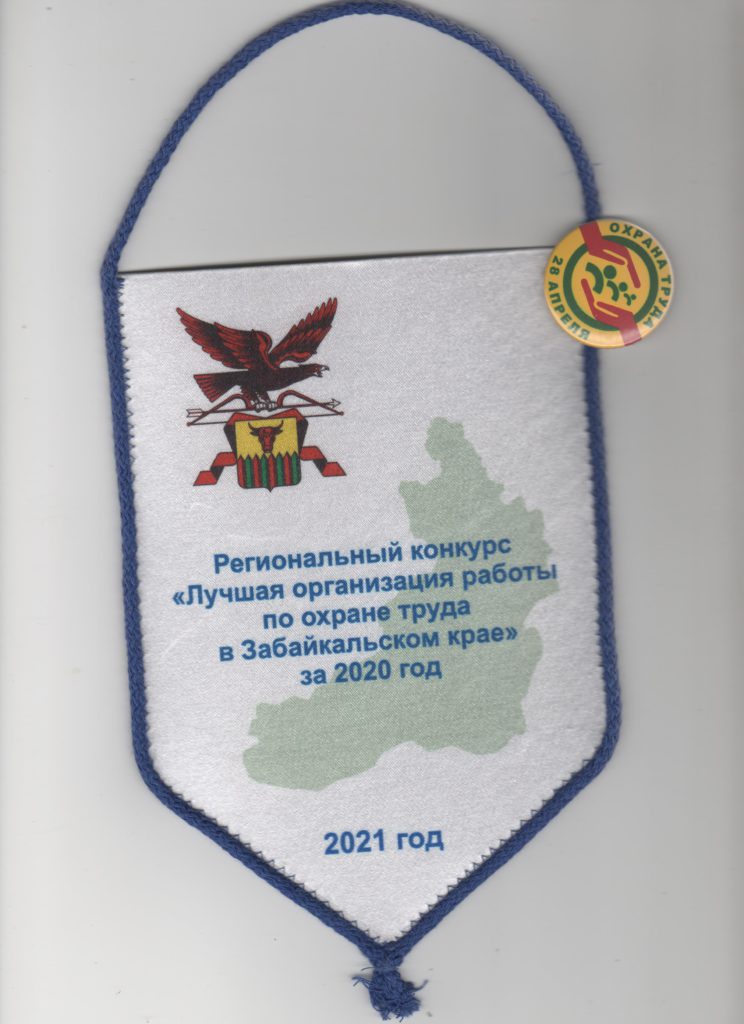 ОХРАНА ТРУДА
28 АПРЕЛЯ
Региональный конкурс
«Лучшая организация работы
по охране труда
в Забайкальском крае»
за 2020 год
2021 год